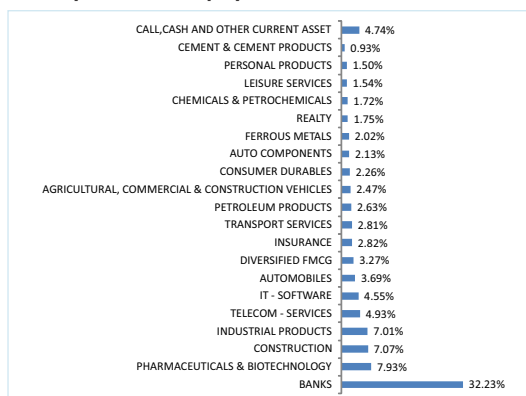 CALL,CASH AND OTHER CURRENT ASSET 4.74%
CEMENT & CEMENT PRODUCTS 0.93%
PERSONAL PRODUCTS 1.50%
LEISURE SERVICES 1.54%
CHEMICALS & PETROCHEMICALS 1.72%
REALTY 1.75%
FERROUS METALS 2.02%
AUTO COMPONENTS 2.13%
CONSUMER DURABLES 2.26%
AGRICULTURAL, COMMERCIAL & CONSTRUCTION VEHICLES 2.47%
PETROLEUM PRODUCTS 2.63%
TRANSPORT SERVICES 2.81%
INSURANCE 2.82%
DIVERSIFIED FMCG 3.27%
AUTOMOBILES 3.69%
IT - SOFTWARE 4.55%
TELECOM - SERVICES 4.93%
INDUSTRIAL PRODUCTS 7.01%
CONSTRUCTION 7.07%
PHARMACEUTICALS & BIOTECHNOLOGY 7.93%
BANKS 32.23%